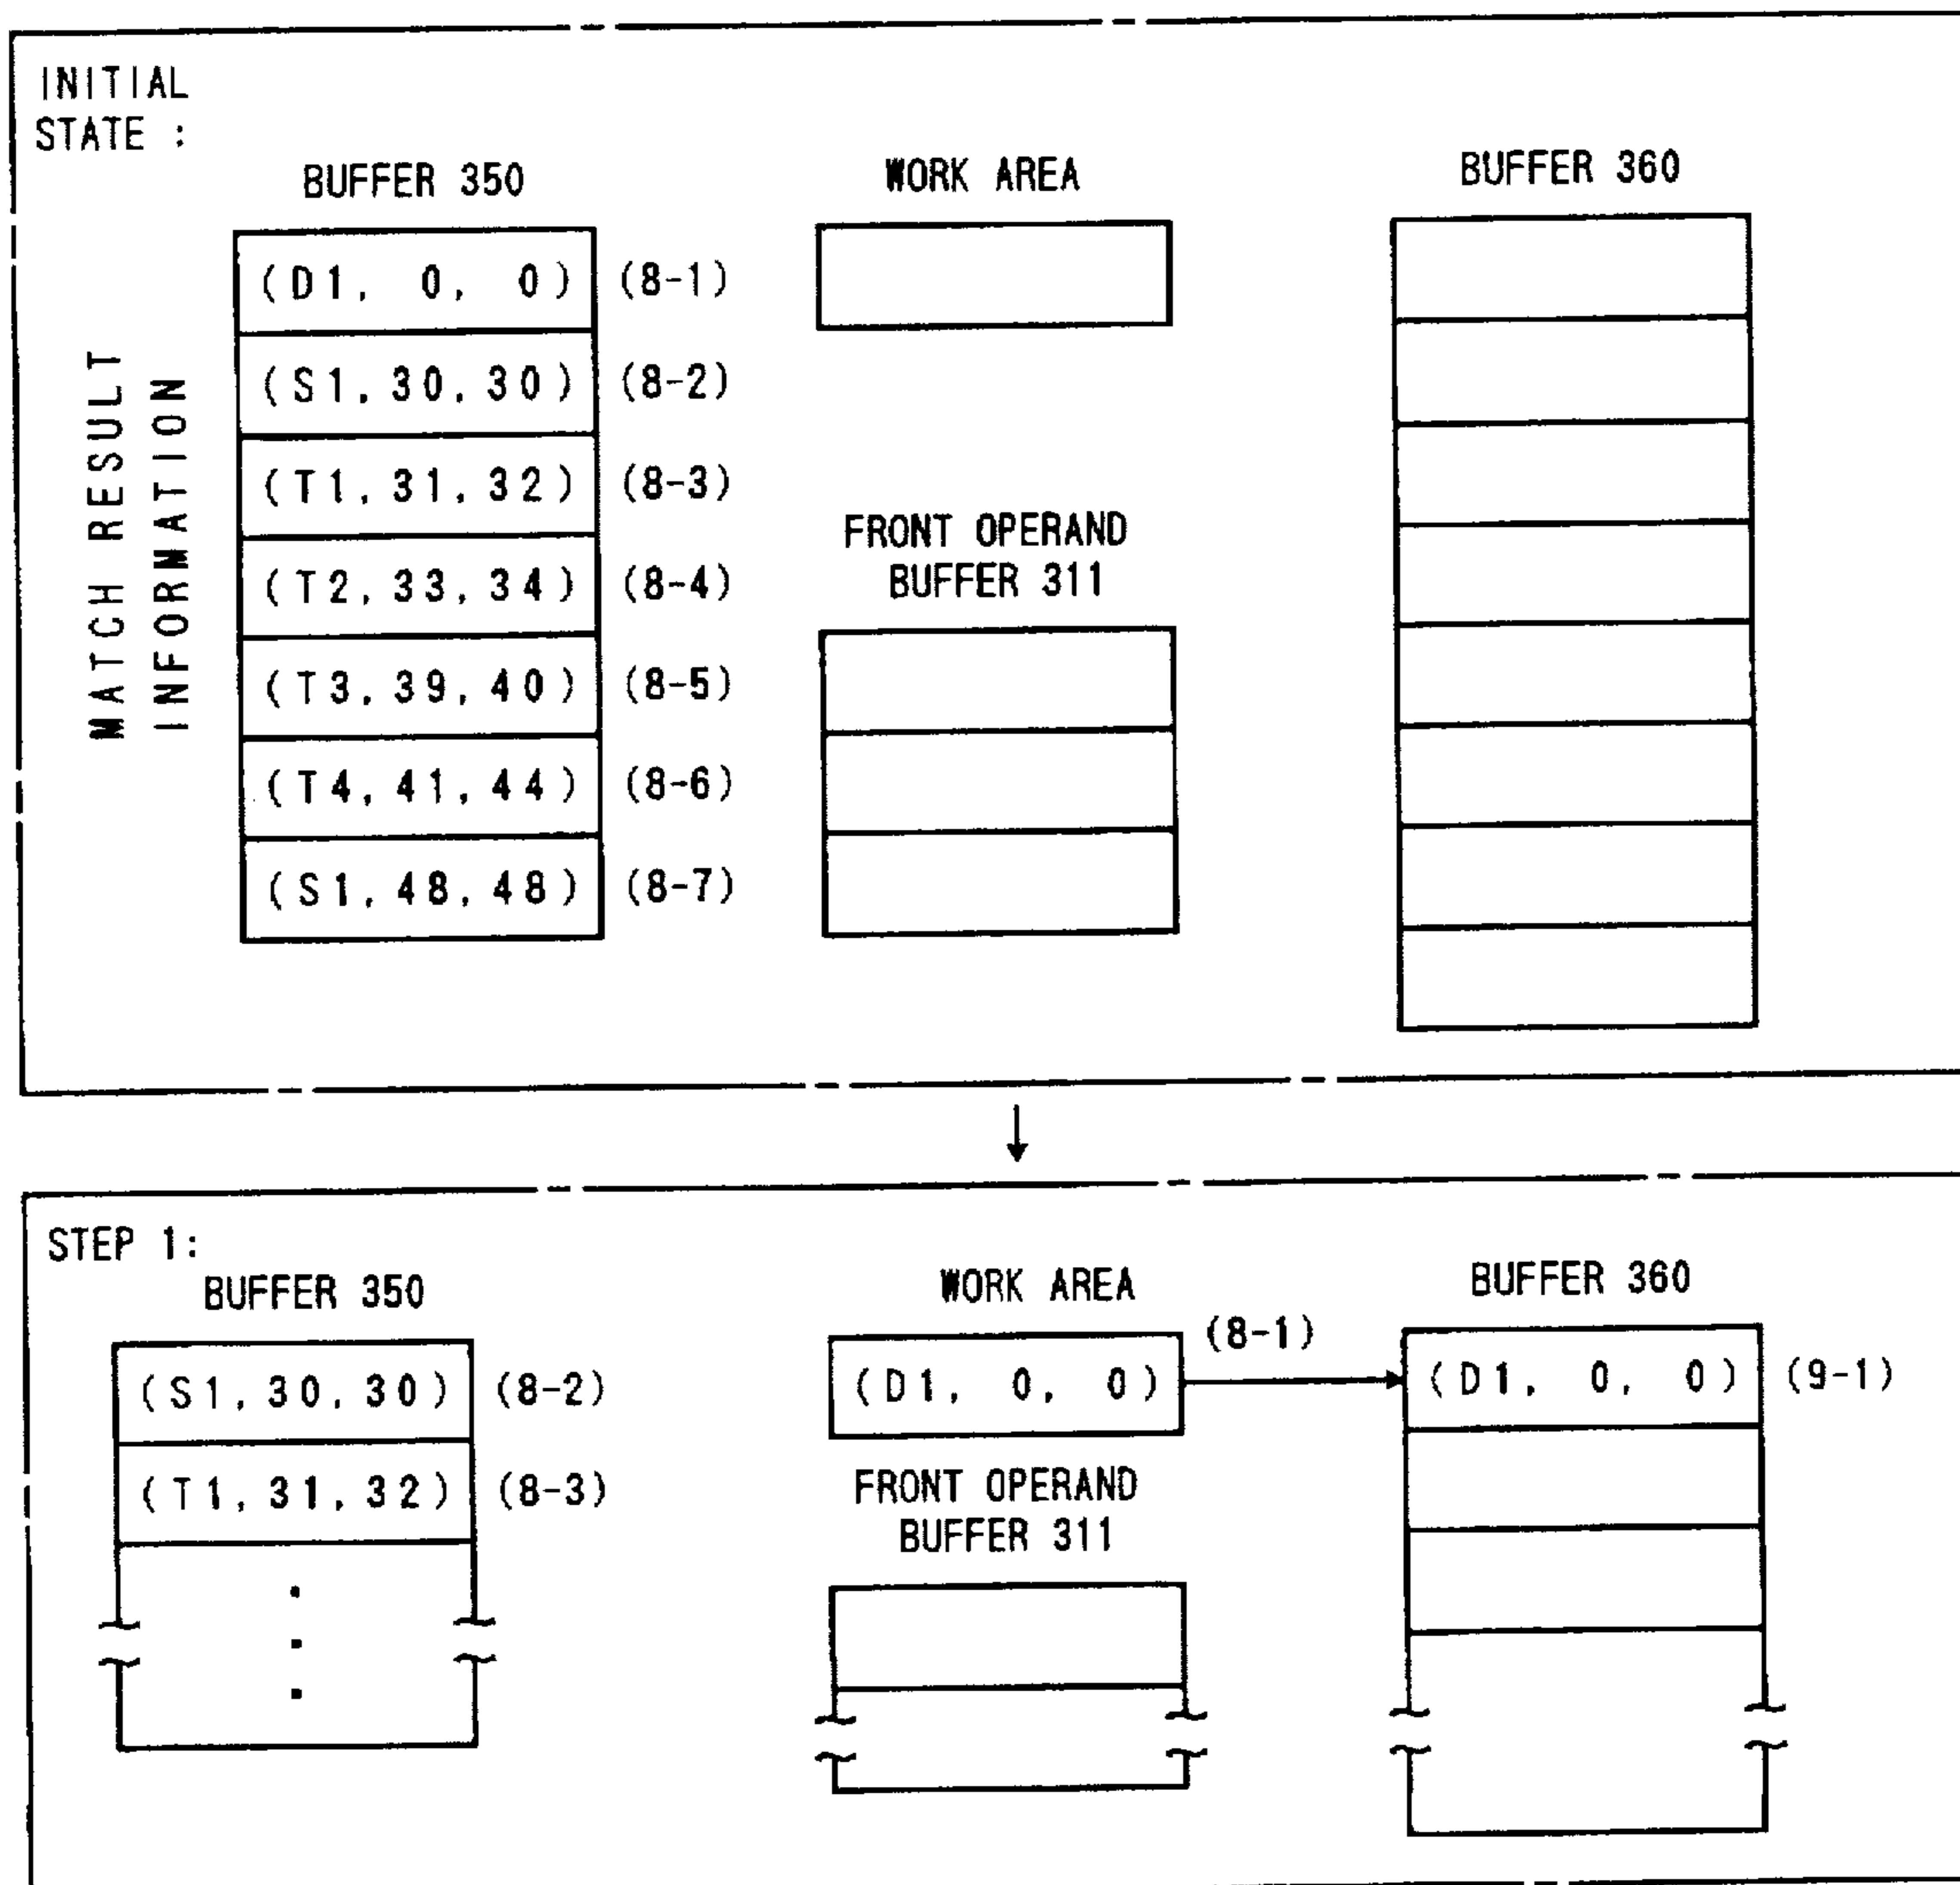 INITIAL
STATE :
BUFFER 350
WORK AREA
BUFFER 360
MATCH RESULT
INFORMATION
(D1, 0, 0) (8-1)
(S1,30,30) (8-2)
(T1,31,32) (8-3)
(T2,33,34) (8-4)
(T3,39,40) (8-5)
(T4,41,44) (8-6)
(S1,48,48) (8-7)
FRONT OPERAND
BUFFER 311
STEP 1:
BUFFER 350
WORK AREA
BUFFER 360
(S1,30,30) (8-2)
(T1,31,32) (8-3)
(D1, 0, 0)
(8-1)
(D1, 0, 0) (9-1)
FRONT OPERAND
BUFFER 311